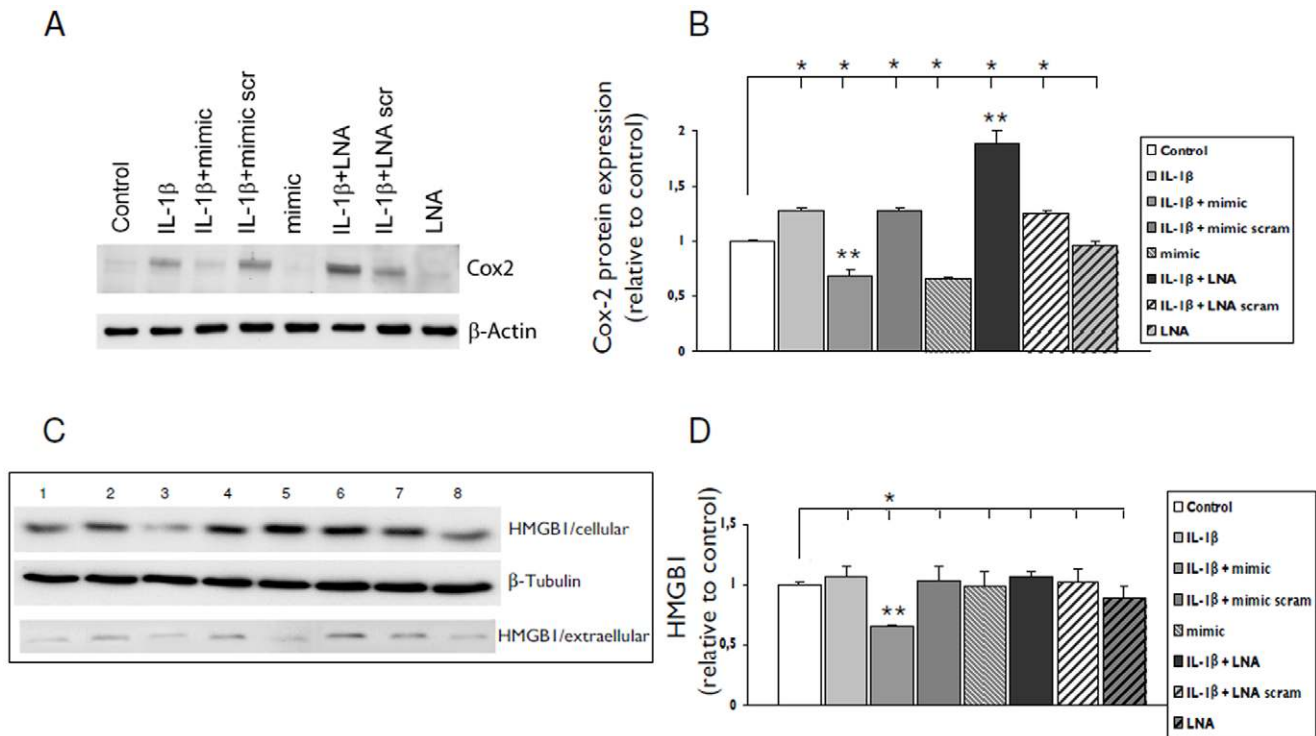 A
Control
IL-1β
IL-1β+mimic
IL-1β+mimic scr
mimic
IL-1β+LNA
IL-1β+LNA scr
LNA
Cox2
β-Actin
B
Cox-2 protein expression
(relative to control)
* * * * * *
**
**
2
1,5
1
0,5
1
Control
IL-1β
IL-1β + mimic
IL-1β + mimic scram
mimic
IL-1β + LNA
IL-1β + LNA scram
LNA
C
1 2 3 4 5 6 7 8
HMGB1/cellular
β-Tubulin
HMGB1/extraellular
D
HMGB1
(relative to control)
*
**
1,5
1
0,5
1
Control
IL-1β
IL-1β + mimic
IL-1β + mimic scram
mimic
IL-1β + LNA
IL-1β + LNA scram
LNA